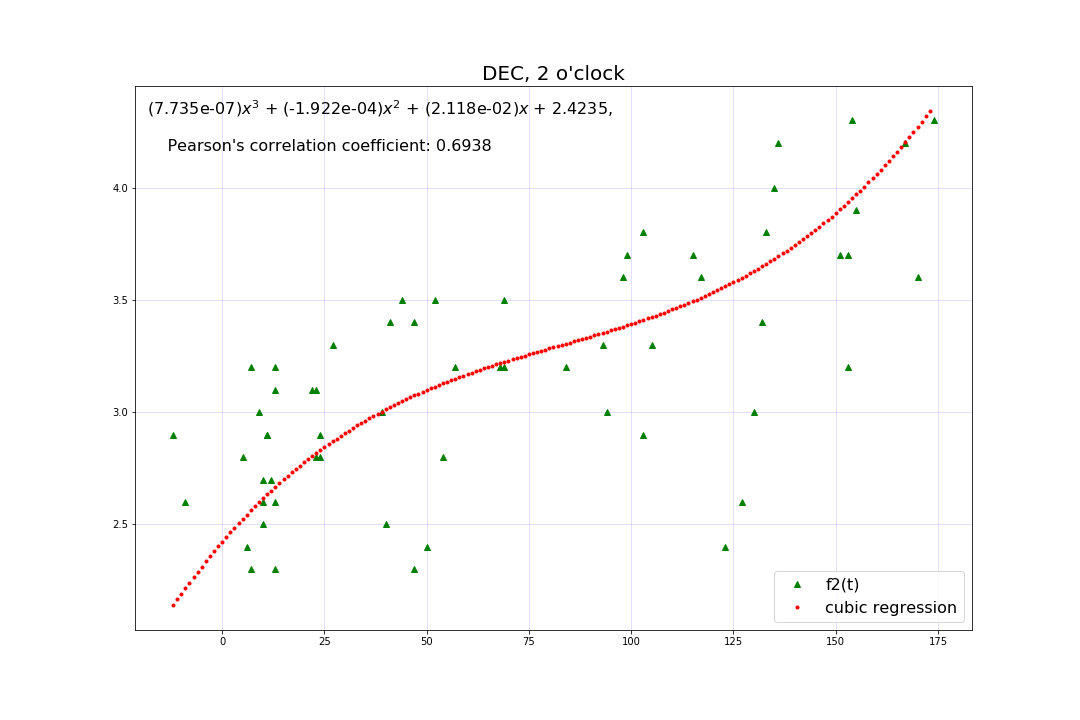 DEC, 2 o'clock
(7.735e-07)x³ + (-1.922e-04)x² + (2.118e-02)x + 2.4235,
Pearson's correlation coefficient: 0.6938
4.0
3.5
3.0
2.5
f2(t)
cubic regression
0 25 50 75 100 125 150 175